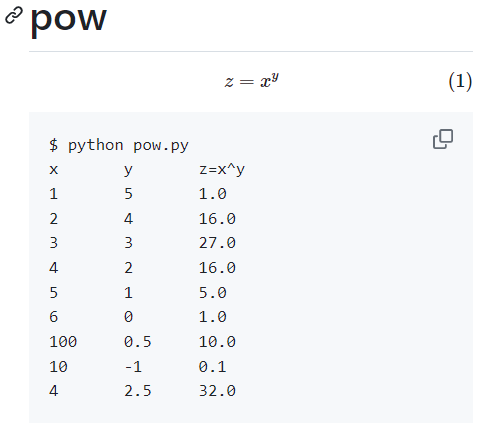 pow
z = x^y (1)
$ python pow.py
x y z=x^y
1 5 1.0
2 4 16.0
3 3 27.0
4 2 16.0
5 1 5.0
6 0 1.0
100 0.5 10.0
10 -1 0.1
4 2.5 32.0